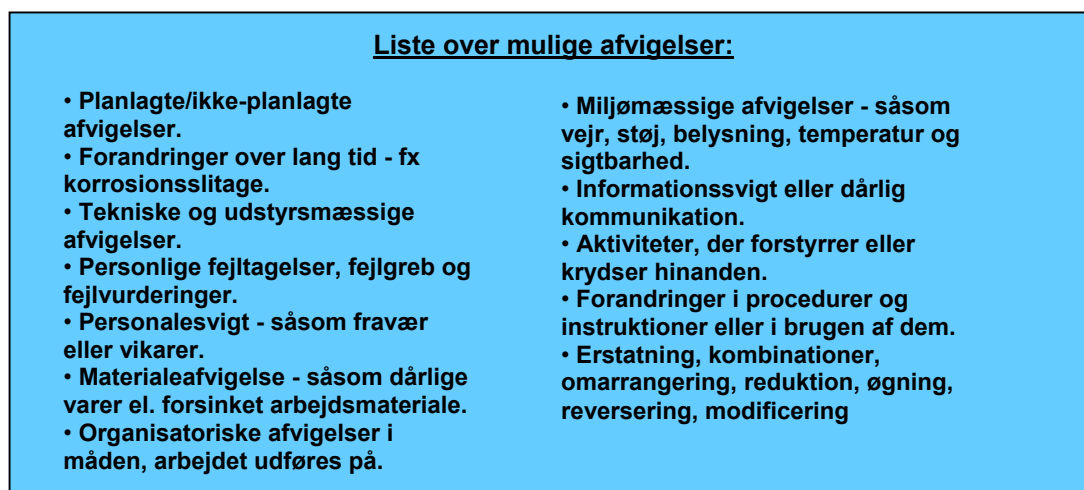 Liste over mulige afvigelser:
• Planlagte/ikke-planlagte
afvigelser.
• Forandringer over lang tid - fx
korrosionsslitage.
• Tekniske og udstyrsmæssige
afvigelser.
• Personlige fejltagelser, fejlgreb og
fejlvurderinger.
• Personalesvigt - såsom fravær
eller vikarer.
• Materialeafvigelse - såsom dårlige
varer el. forsinket arbejdsmateriale.
• Organisatoriske afvigelser i
måden, arbejdet udføres på.
• Miljømæssige afvigelser - såsom
vejr, støj, belysning, temperatur og
sigtbarhed.
• Informationssvigt eller dårlig
kommunikation.
• Aktiviteter, der forstyrrer eller
krydser hinanden.
• Forandringer i procedurer og
instruktioner eller i brugen af dem.
• Erstatning, kombinationer,
omarrangering, reduktion, øgning,
reversering, modificering